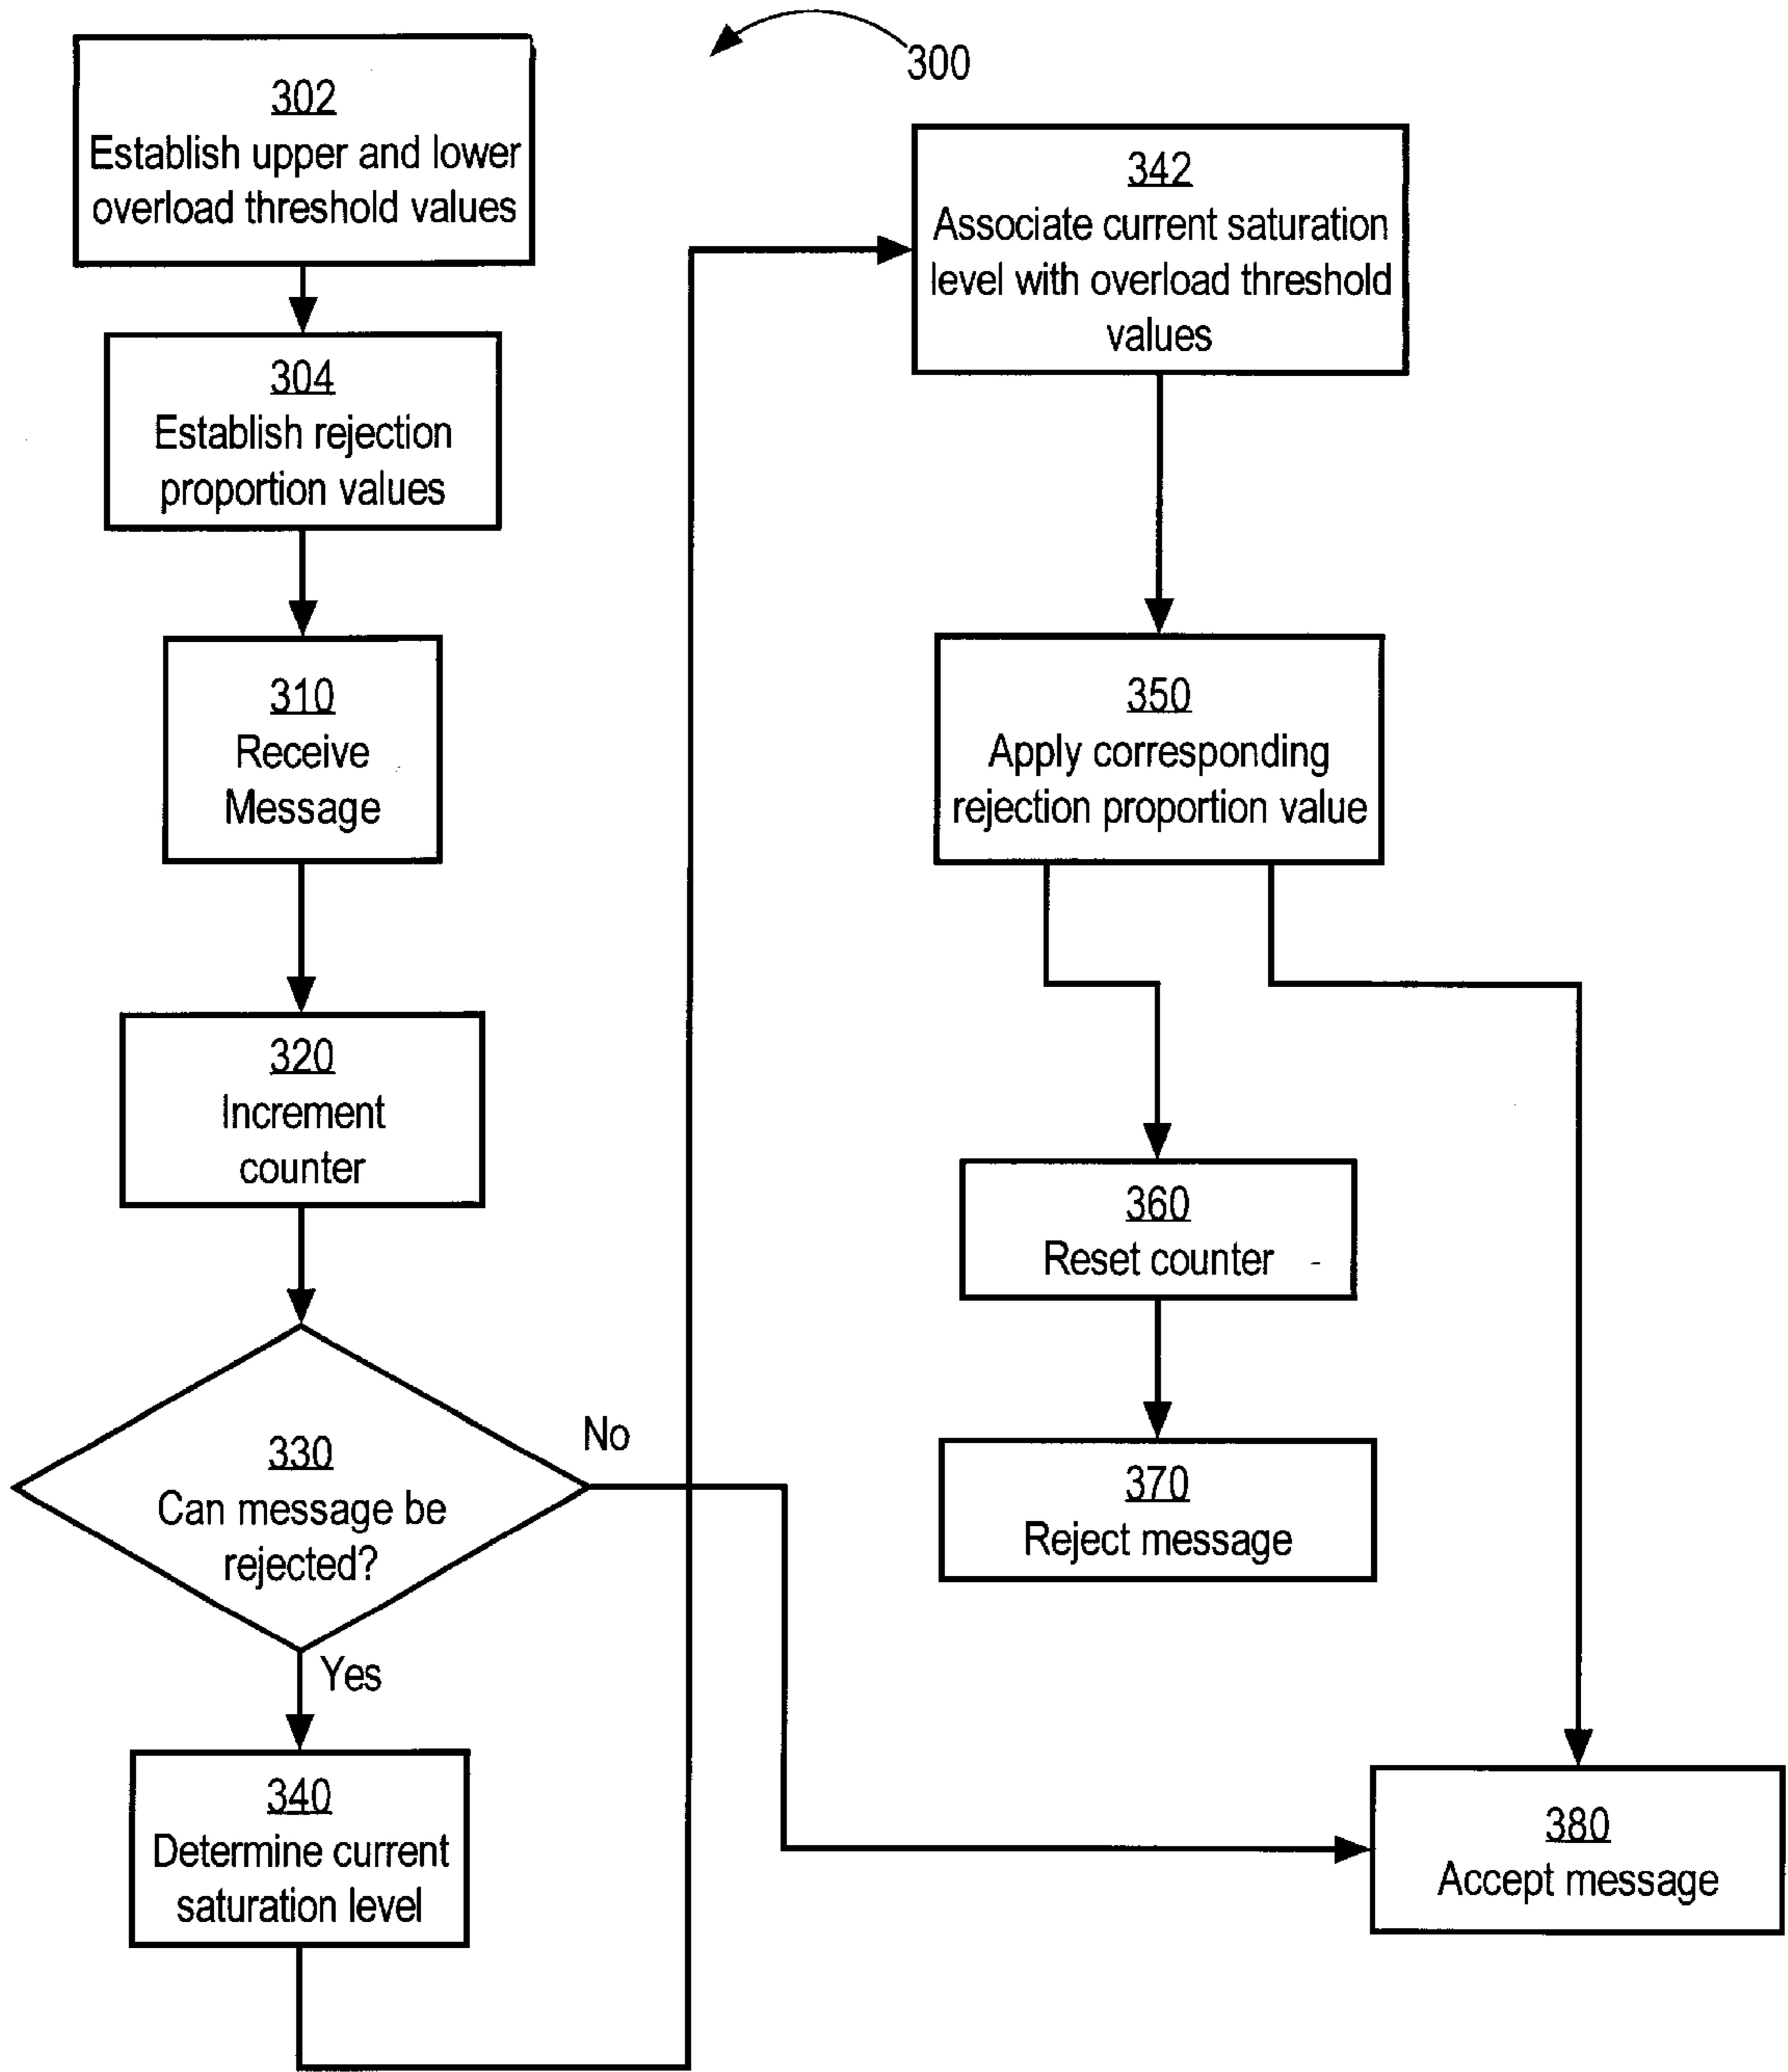 300
302
Establish upper and lower
overload threshold values
304
Establish rejection
proportion values
310
Receive
Message
320
Increment
counter
330
Can message be
rejected?
No
Yes
340
Determine current
saturation level
342
Associate current saturation
level with overload threshold
values
350
Apply corresponding
rejection proportion value
360
Reset counter
370
Reject message
380
Accept message